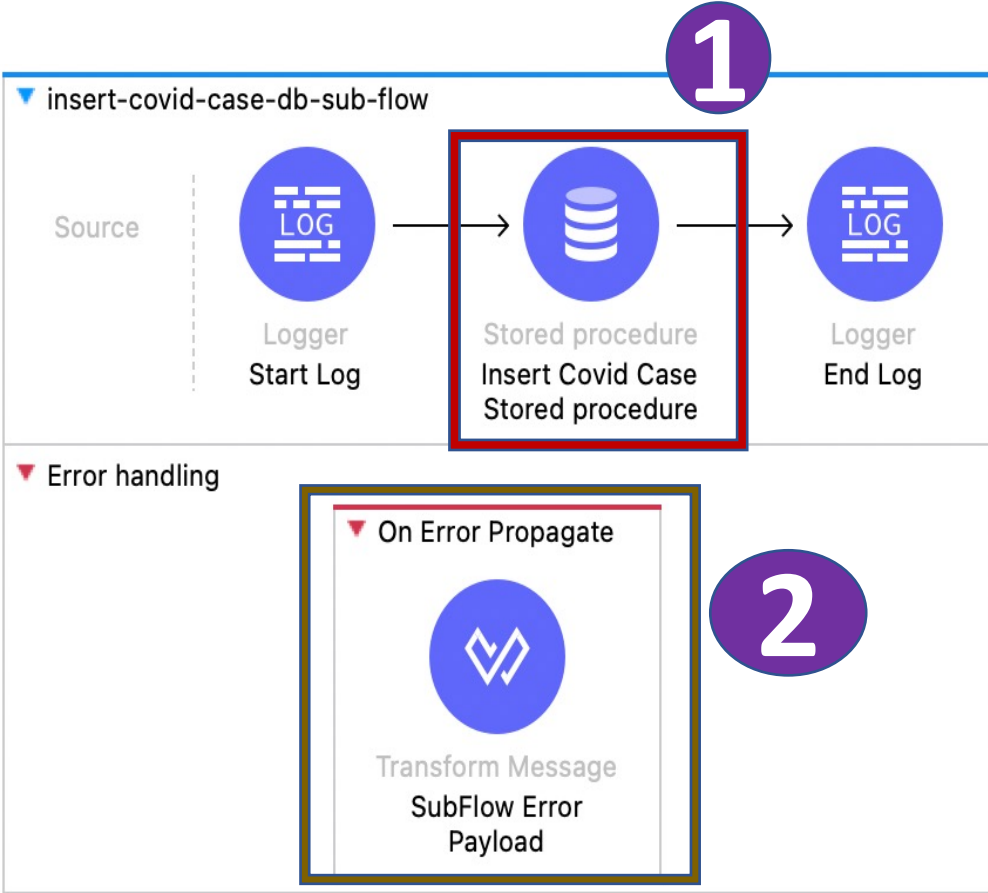 1
insert-covid-case-db-sub-flow
Source
LOG
LOG
Logger
Stored procedure
Logger
Start Log
Insert Covid Case
Stored procedure
End Log
Error handling
On Error Propagate
2
Transform Message
SubFlow Error
Payload